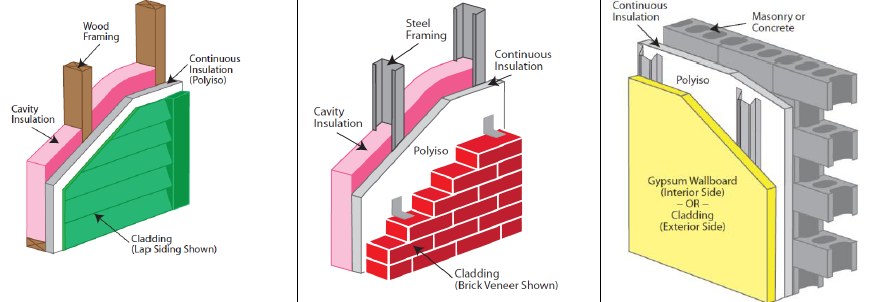 Wood
Framing
Continuous
Insulation
(Polyiso)
Cavity
Insulation
Cladding
(Lap Siding Shown)
Steel
Framing
Continuous
Insulation
Cavity
Insulation
Polyiso
Cladding
(Brick Veneer Shown)
Continuous
Insulation
Masonry or
Concrete
Polyiso
Gypsum Wallboard
(Interior Side)
– OR –
Cladding
(Exterior Side)